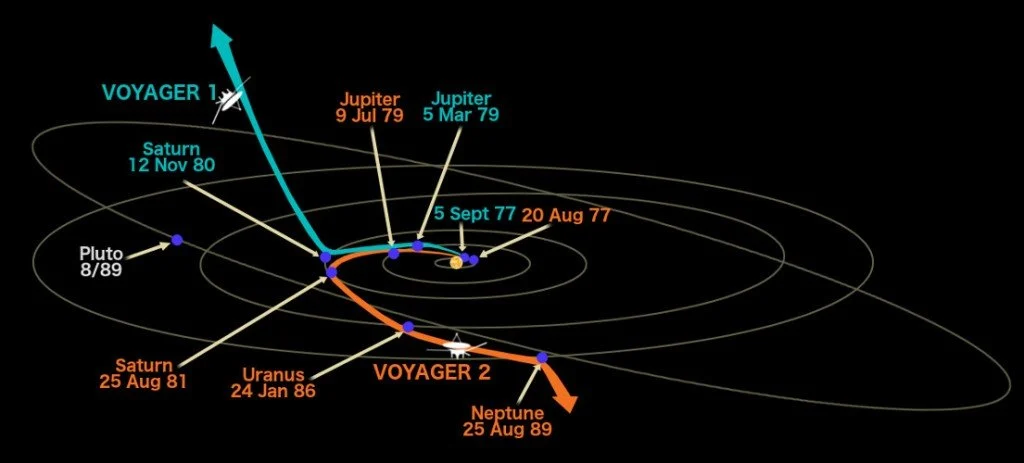 VOYAGER 1
Jupiter
9 Jul 79
Jupiter
5 Mar 79
Saturn
12 Nov 80
5 Sept 77
20 Aug 77
Pluto
8/89
Saturn
25 Aug 81
Uranus
24 Jan 86
VOYAGER 2
Neptune
25 Aug 89